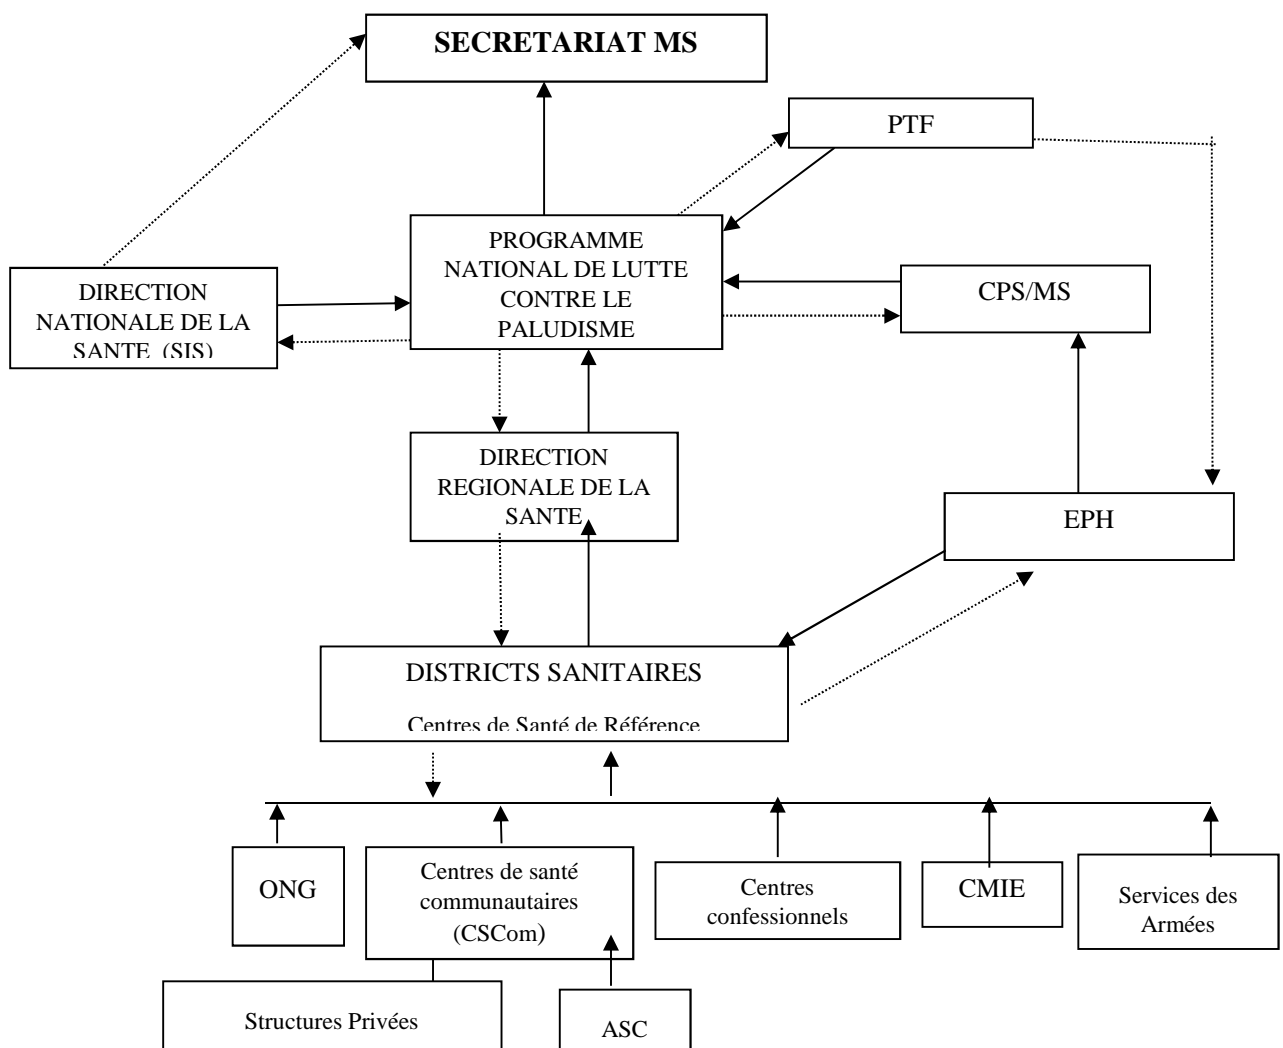 SECRETARIAT MS
PTF
PROGRAMME
NATIONAL DE LUTTE
CONTRE LE
PALUDISME
DIRECTION
NATIONALE DE LA
SANTE (SIS)
CPS/MS
DIRECTION
REGIONALE DE LA
SANTE
EPH
DISTRICTS SANITAIRES
Centres de Santé de Référence
ONG
Centres de santé
communautaires
(CSCom)
Centres
confessionnels
CMIE
Services des
Armées
Structures Privées
ASC